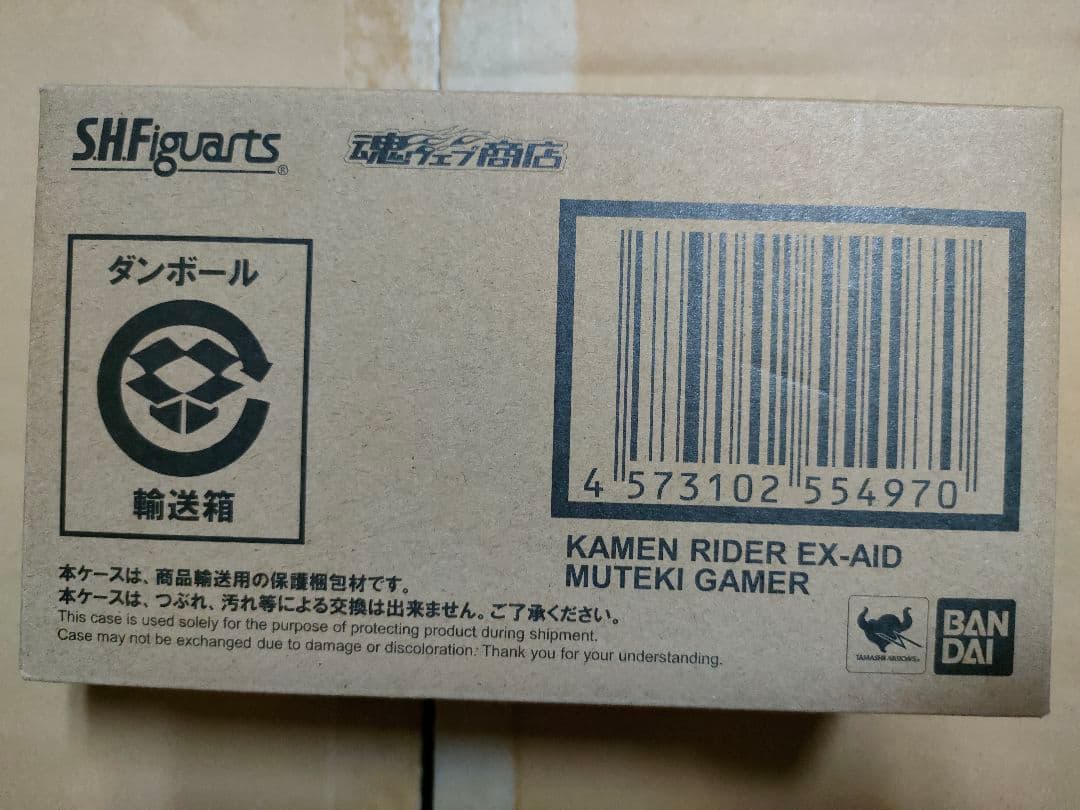 S.H.Figuarts®
魂ウェブ商店
ダンボール
輸送箱
4 573102 554970
KAMEN RIDER EX-AID
MUTEKI GAMER
本ケースは、商品輸送用の保護梱包材です。
本ケースは、つぶれ、汚れ等による交換は出来ません。ご了承ください。
This case is used solely for the purpose of protecting product during shipment.
Case may not be exchanged due to damage or discoloration. Thank you for your understanding.
TAMASHII NATIONS
BAN
DAI